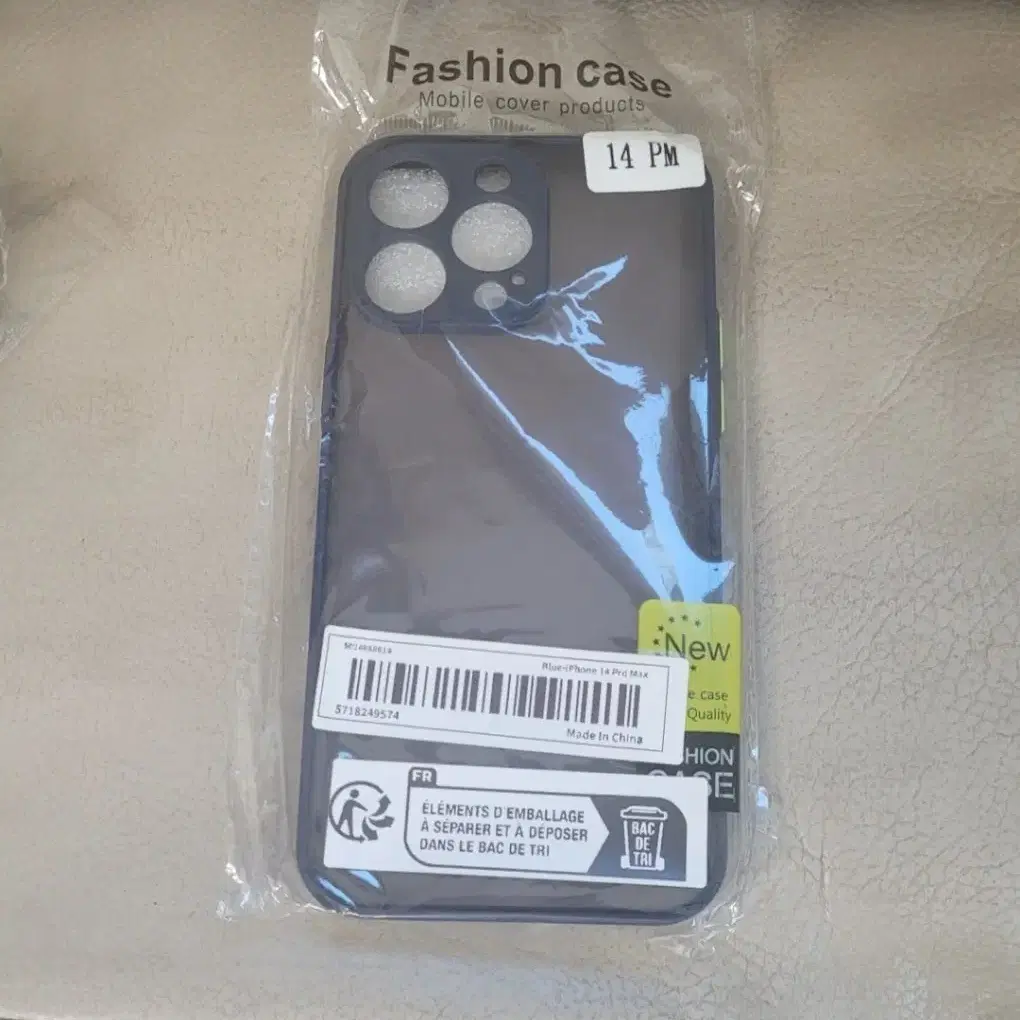 Fashion case
Mobile cover products
14 PM
New
e case
Quality
SHION
CASE
Blue-iPhone 14 Pro Max
5718249574
Made In China
FR
ÉLÉMENTS D'EMBALLAGE
À SÉPARER ET À DÉPOSER
DANS LE BAC DE TRI
BAC
DE
TRI